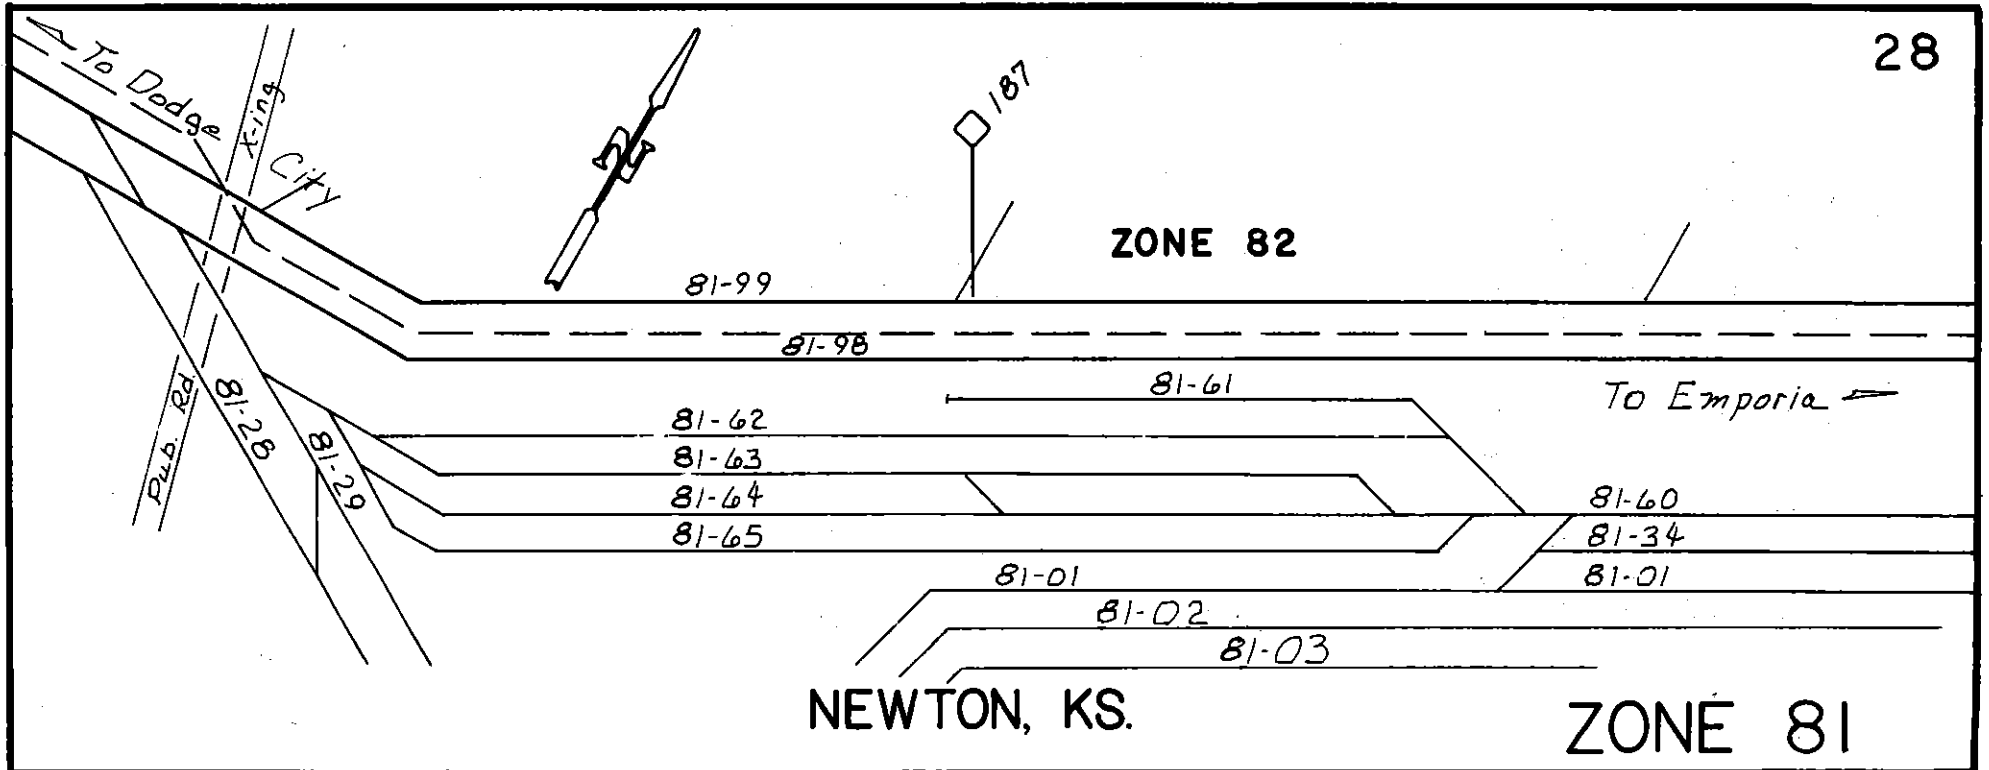 28
To Dodge City
X-ing
N
187
ZONE 82
81-99
81-98
81-61
To Emporia
81-62
81-63
81-64
81-65
Pub. Rd.
81-28
81-29
81-60
81-34
81-01
81-01
81-02
81-03
NEWTON, KS.
ZONE 81